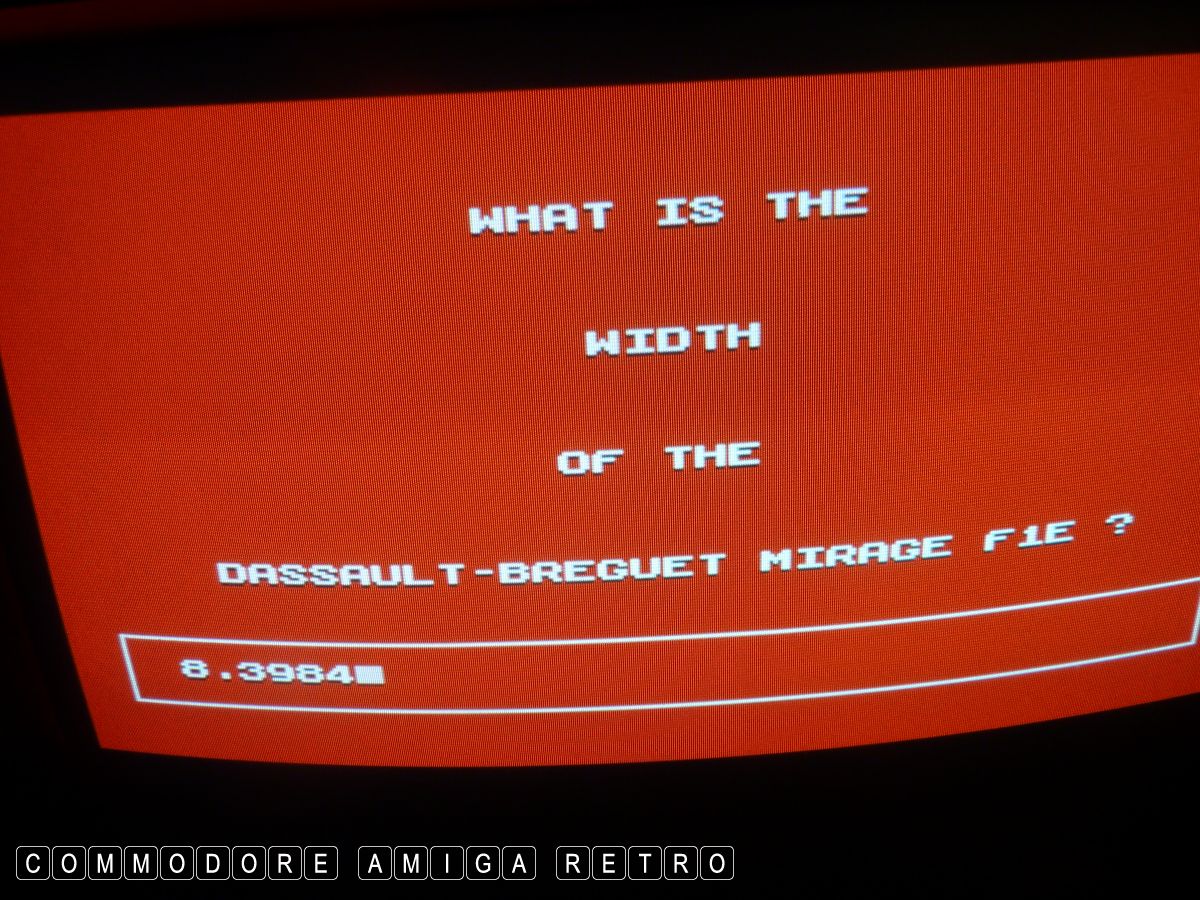 WHAT IS THE
WIDTH
OF THE
DASSAULT-BREGUET MIRAGE F1E ?
8.3984
COMMODORE AMIGA RETRO